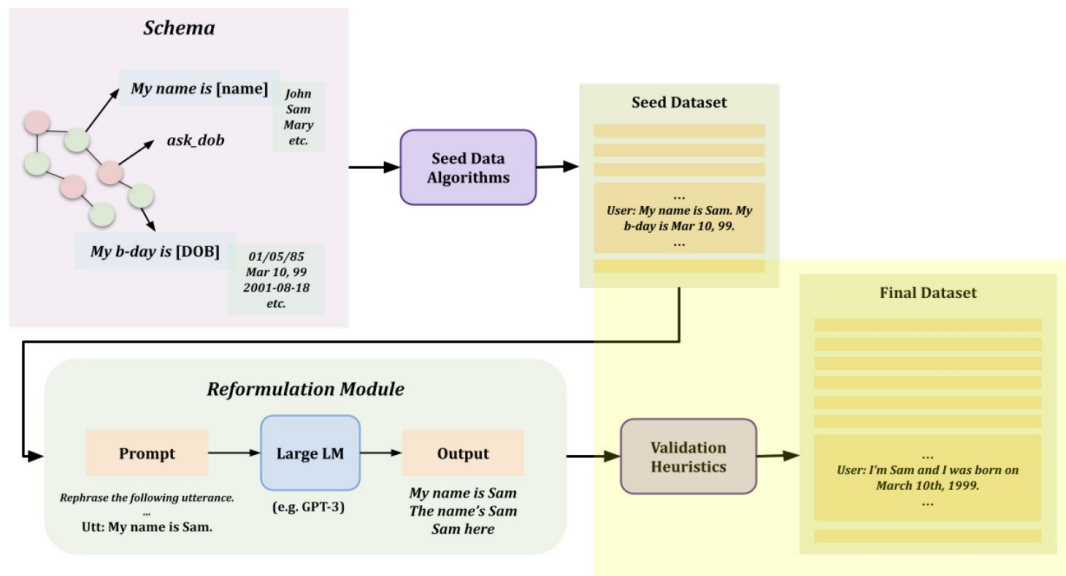 Schema
My name is [name]
John
Sam
Mary
etc.
ask_dob
My b-day is [DOB]
01/05/85
Mar 10, 99
2001-08-18
etc.
Seed Data
Algorithms
Seed Dataset
...
User: My name is Sam. My
b-day is Mar 10, 99.
...
Reformulation Module
Prompt
Rephrase the following utterance.
...
Utt: My name is Sam.
Large LM
(e.g. GPT-3)
Output
My name is Sam
The name's Sam
Sam here
Validation
Heuristics
Final Dataset
...
User: I'm Sam and I was born on
March 10th, 1999.
...